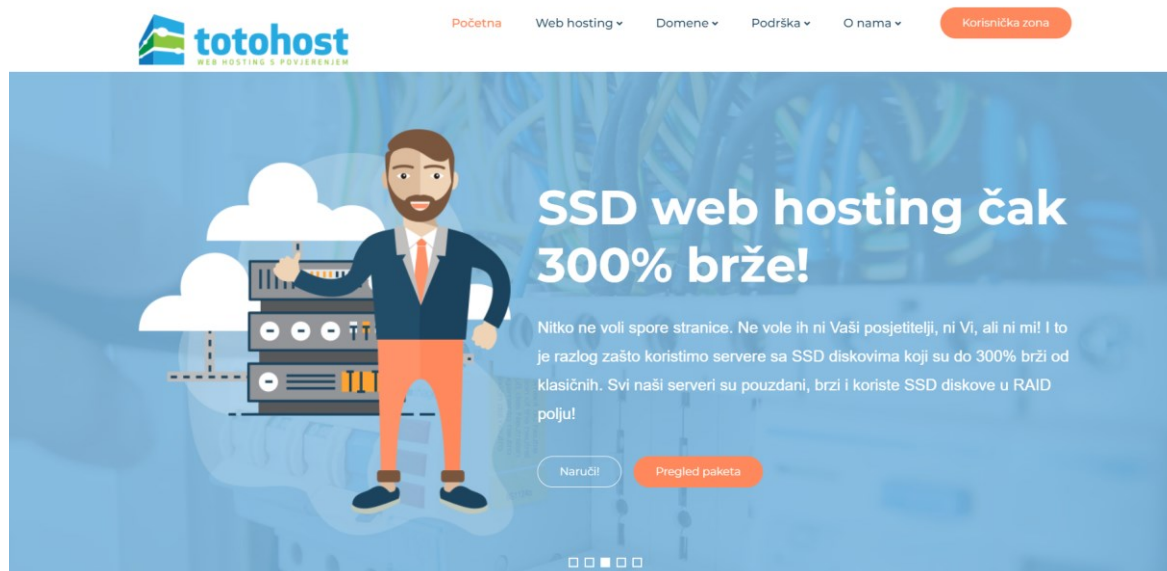 totohost
WEB HOSTING S POVJERENJEM
Početna
Web hosting
Domene
Podrška
O nama
Korisnička zona
SSD web hosting čak
300% brže!
Nitko ne voli spore stranice. Ne vole ih ni Vaši posjetitelji, ni Vi, ali ni mi! I to
je razlog zašto koristimo servere sa SSD diskovima koji su do 300% brži od
klasičnih. Svi naši serveri su pouzdani, brzi i koriste SSD diskove u RAID
polju!
Naruči!
Pregled paketa